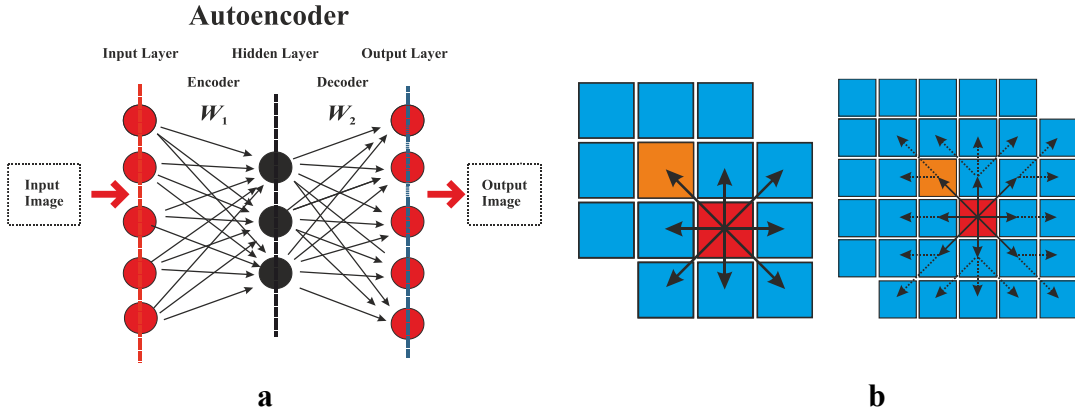 Autoencoder
Input Layer Hidden Layer Output Layer
Encoder Decoder
W1 W2
Input
Image
Output
Image
a b